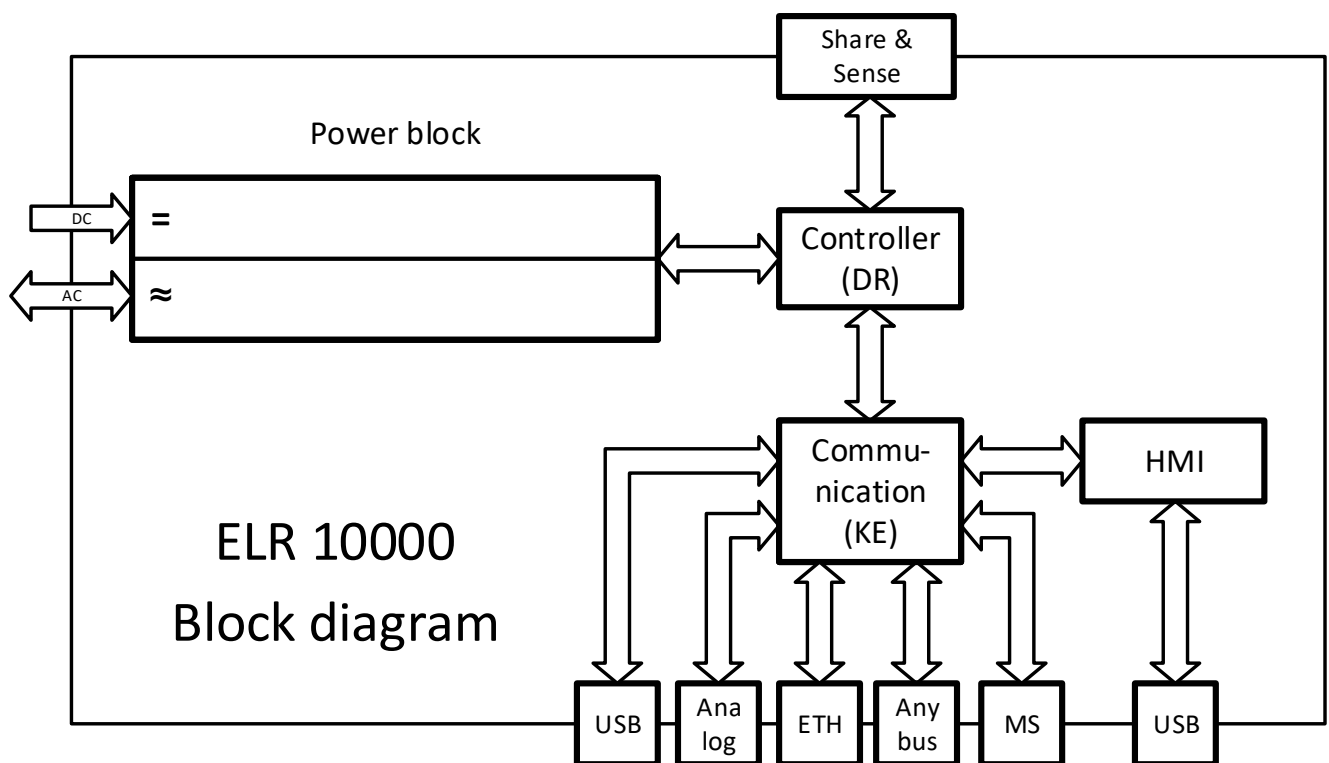 Share &
Sense
Power block
DC
=
Controller
(DR)
AC
≈
Commu-
nication
(KE)
HMI
ELR 10000
Block diagram
USB
Ana
log
ETH
Any
bus
MS
USB